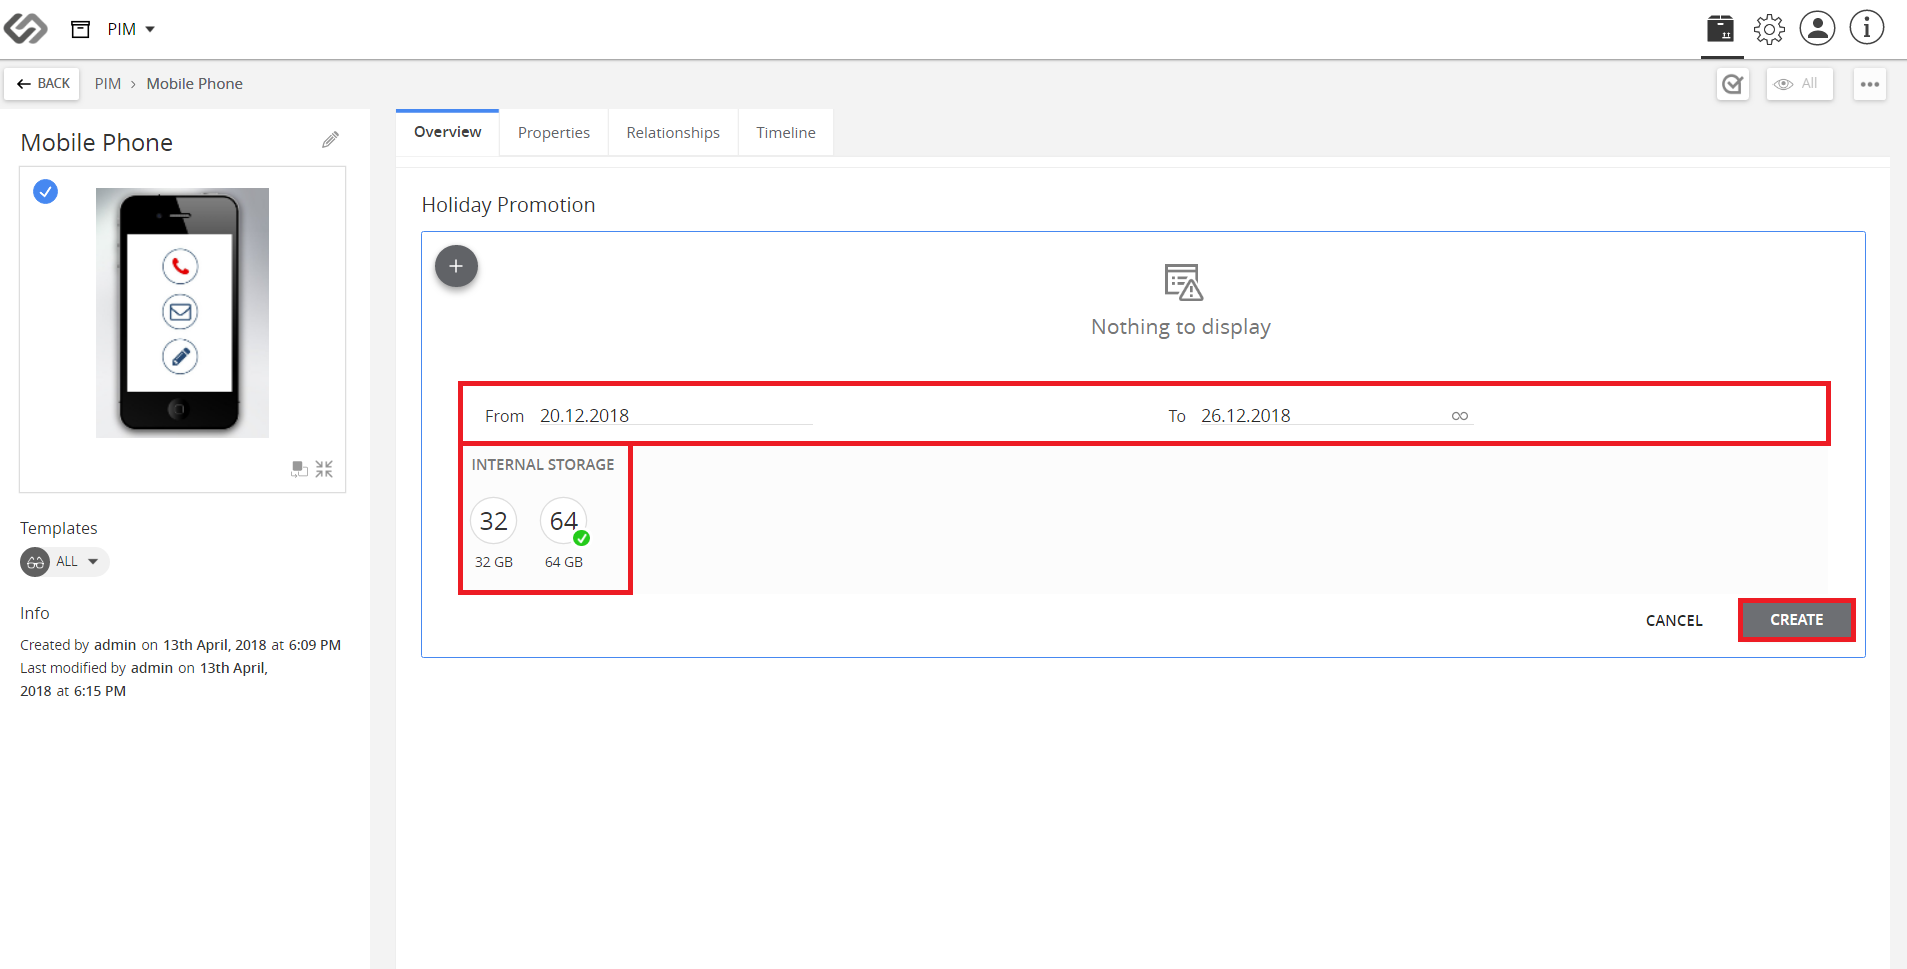 PIM
BACK
PIM › Mobile Phone
All
Mobile Phone
Templates
ALL
Info
Created by admin on 13th April, 2018 at 6:09 PM
Last modified by admin on 13th April,
2018 at 6:15 PM
Overview
Properties
Relationships
Timeline
Holiday Promotion
Nothing to display
From 20.12.2018
To 26.12.2018
INTERNAL STORAGE
32 64
32 GB 64 GB
CANCEL
CREATE